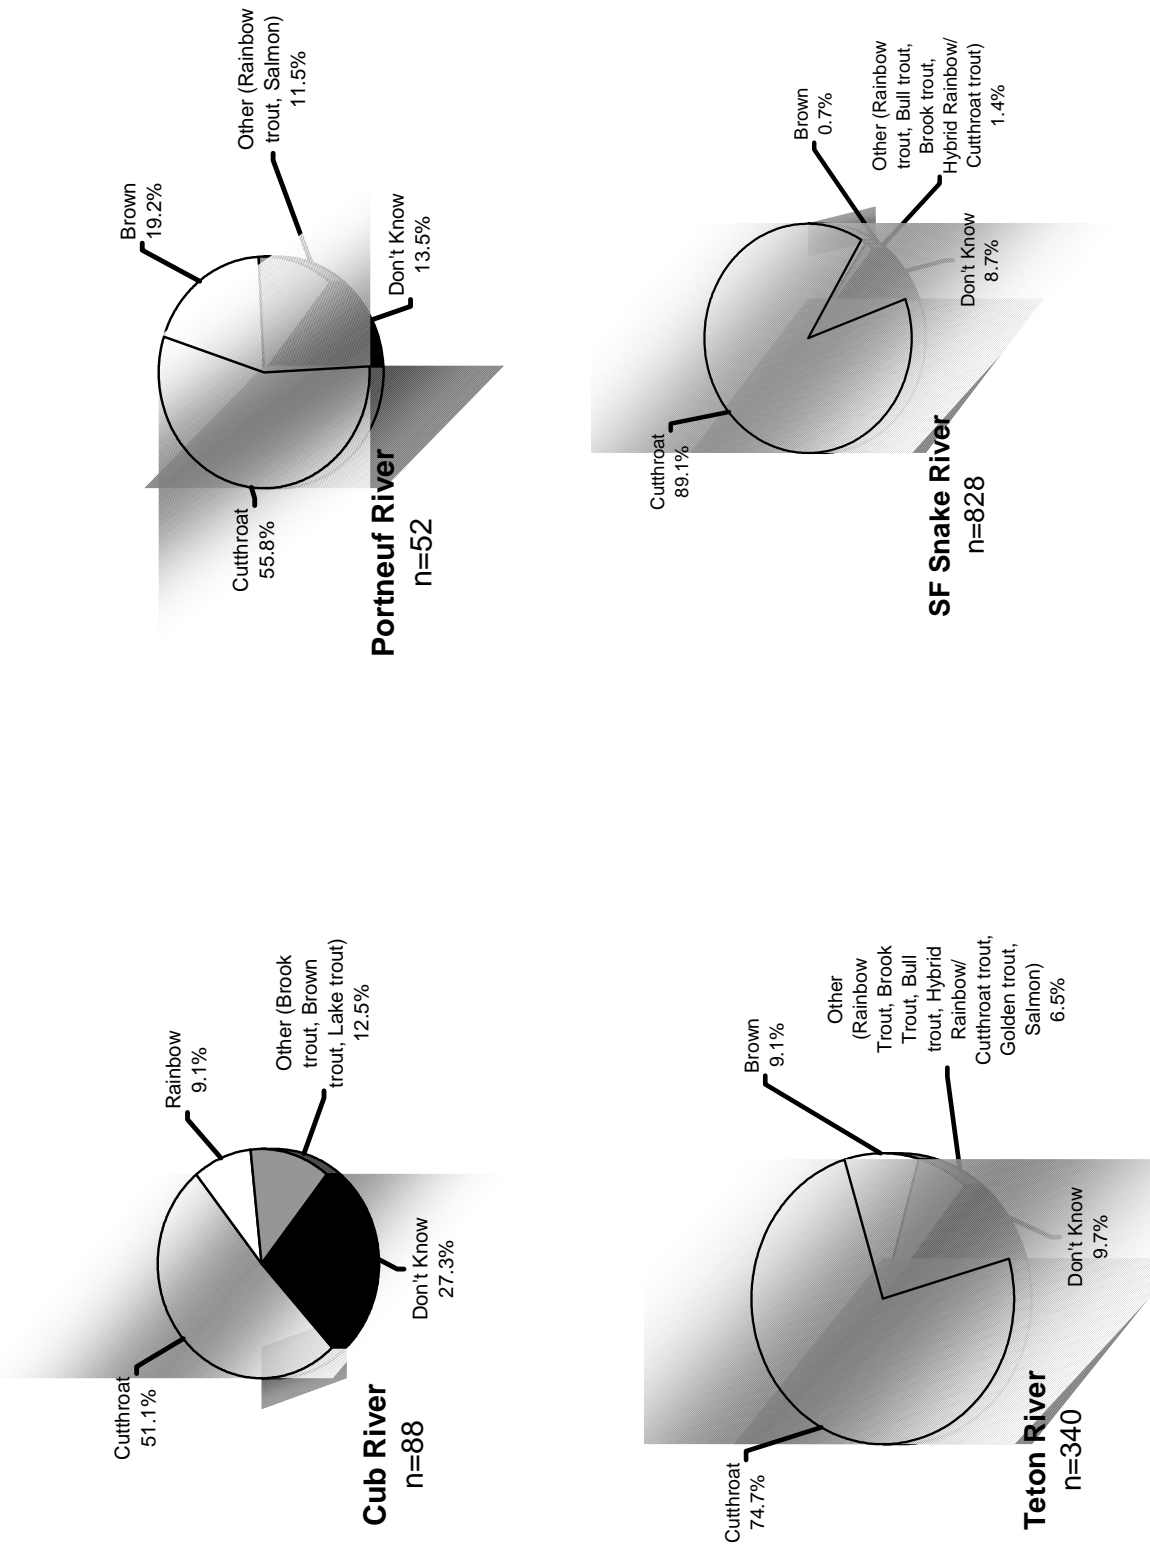 Cutthroat
51.1%
Rainbow
9.1%
Other (Brook
trout, Brown
trout, Lake trout)
12.5%
Don't Know
27.3%
Cub River
n=88
Cutthroat
55.8%
Brown
19.2%
Other (Rainbow
trout, Salmon)
11.5%
Don't Know
13.5%
Portneuf River
n=52
Cutthroat
74.7%
Brown
9.1%
Other
(Rainbow
Trout, Brook
Trout, Bull
trout, Hybrid
Rainbow/
Cutthroat trout,
Golden trout,
Salmon)
6.5%
Don't Know
9.7%
Teton River
n=340
Cutthroat
89.1%
Brown
0.7%
Other (Rainbow
trout, Bull trout,
Brook trout,
Hybrid Rainbow/
Cutthroat trout)
1.4%
Don't Know
8.7%
SF Snake River
n=828